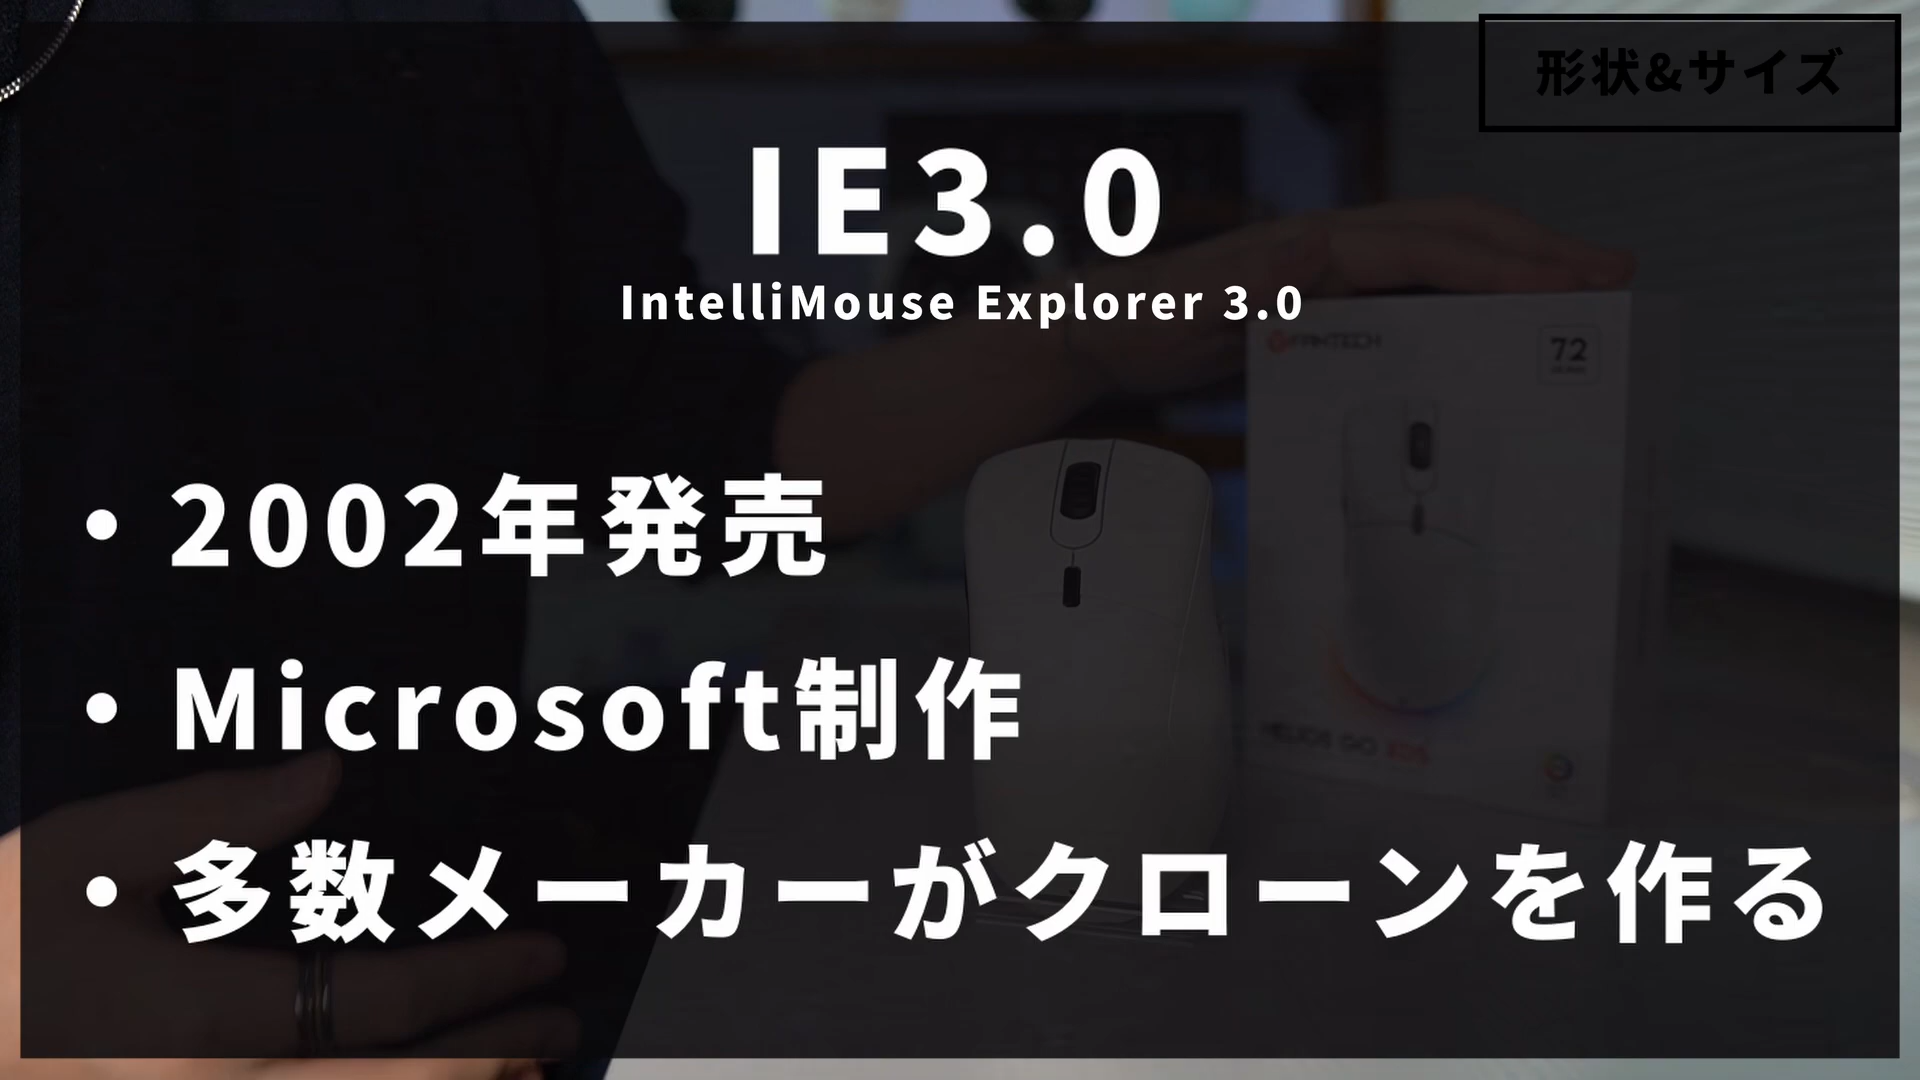 形状&サイズ
IE3.0
IntelliMouse Explorer 3.0
FANTECH
72
• 2002年発売
• Microsoft制作
• 多数メーカーがクローンを作る